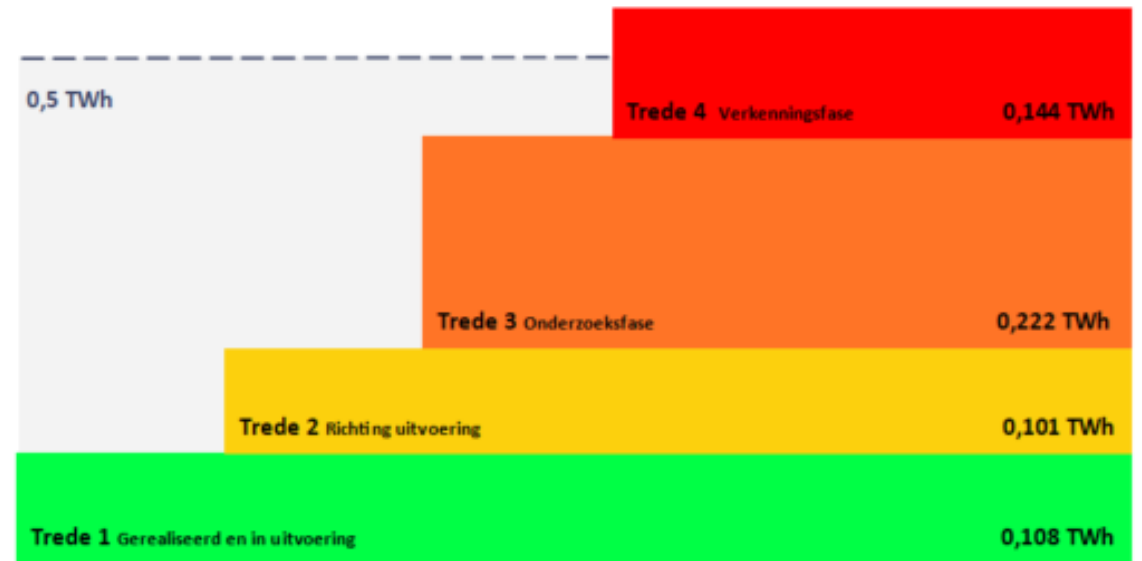 0,5 TWh
Trede 4 Verkenningsfase 0,144 TWh
Trede 3 Onderzoeksfase 0,222 TWh
Trede 2 Richting uitvoering 0,101 TWh
Trede 1 Gerealiseerd en in uitvoering 0,108 TWh